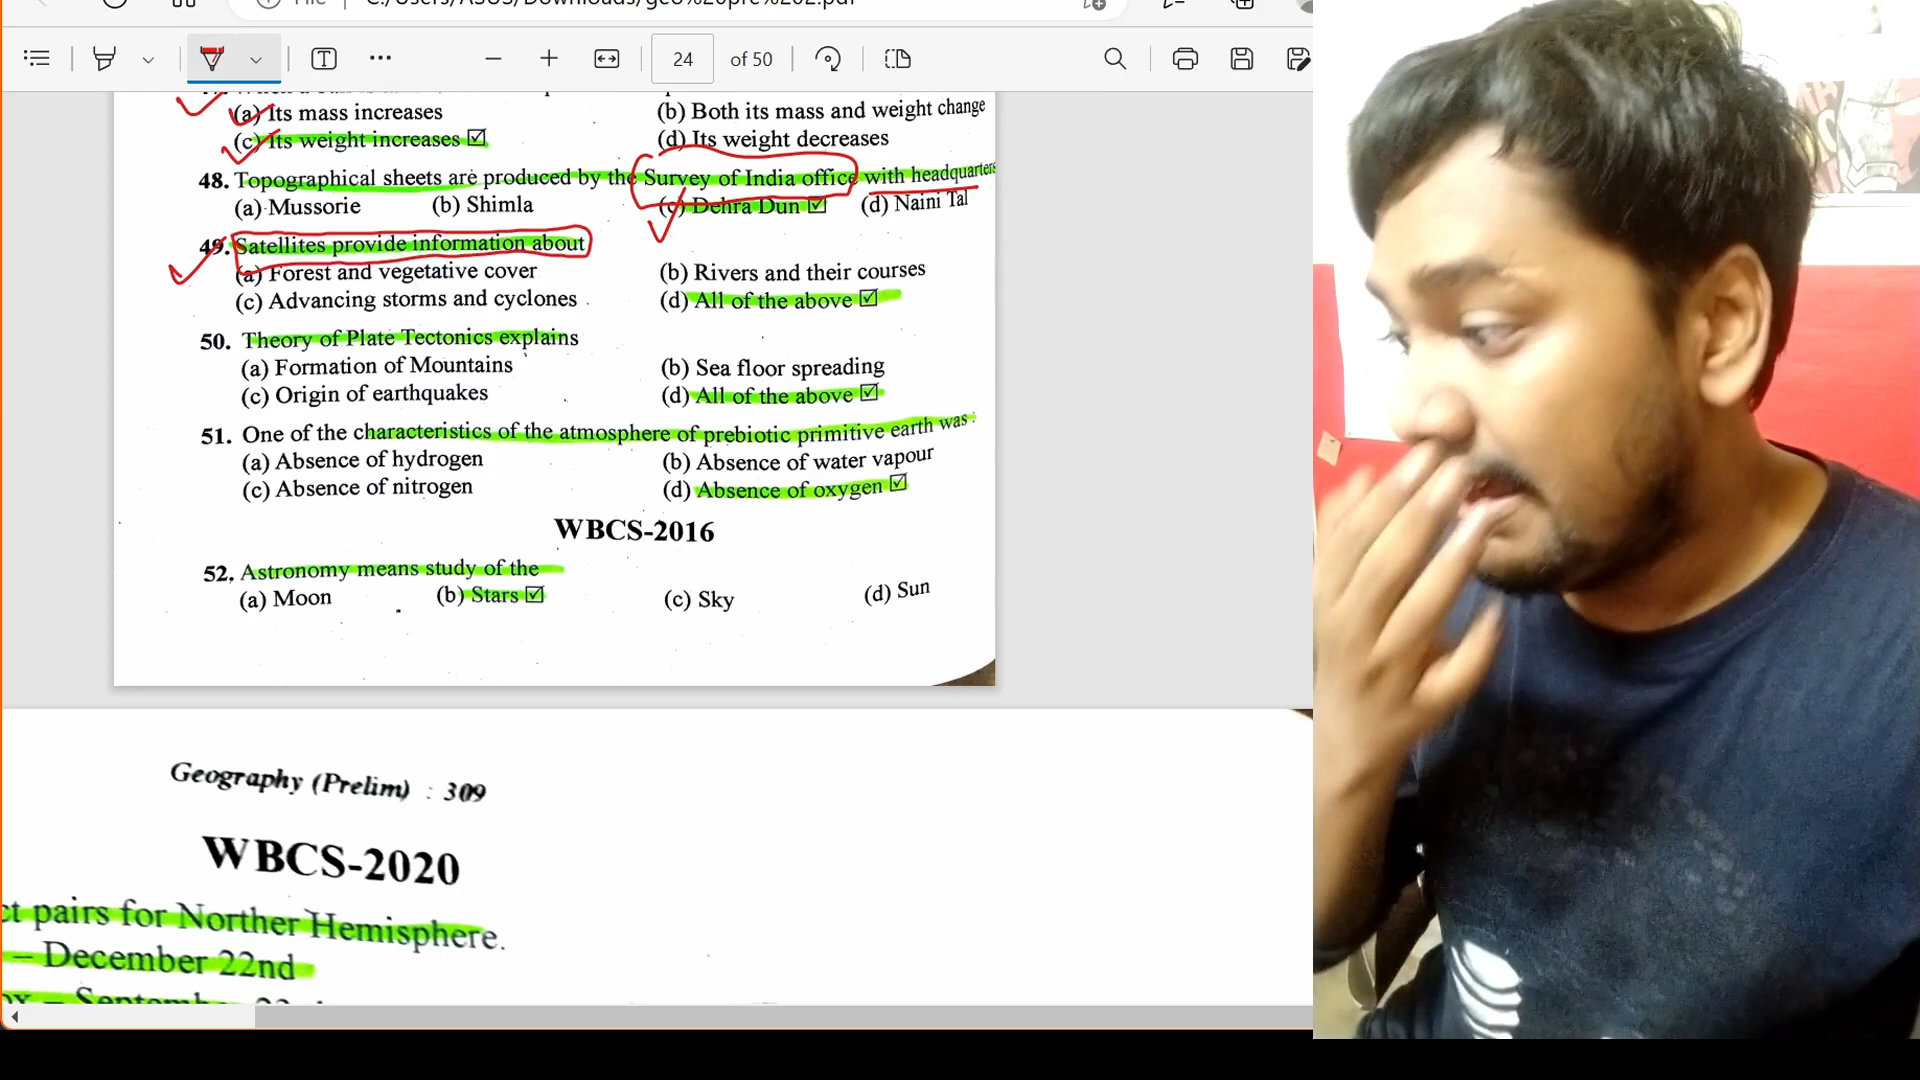 24 of 50
(a) Its mass increases (b) Both its mass and weight change
(c) Its weight increases ☑ (d) Its weight decreases
48. Topographical sheets are produced by the Survey of India office with headquarters
(a) Mussorie (b) Shimla (c) Dehra Dun ☑ (d) Naini Tal
49. Satellites provide information about
(a) Forest and vegetative cover (b) Rivers and their courses
(c) Advancing storms and cyclones (d) All of the above ☑
50. Theory of Plate Tectonics explains
(a) Formation of Mountains (b) Sea floor spreading
(c) Origin of earthquakes (d) All of the above ☑
51. One of the characteristics of the atmosphere of prebiotic primitive earth was :
(a) Absence of hydrogen (b) Absence of water vapour
(c) Absence of nitrogen (d) Absence of oxygen ☑
WBCS-2016
52. Astronomy means study of the
(a) Moon (b) Stars ☑ (c) Sky (d) Sun
Geography (Prelim) : 309
WBCS-2020
ct pairs for Norther Hemisphere.
– December 22nd